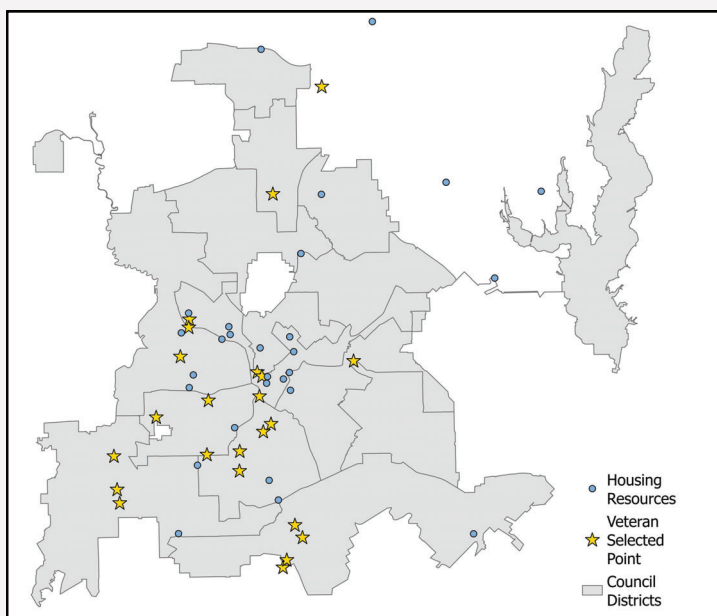 Housing
Resources
Veteran
Selected
Point
Council
Districts